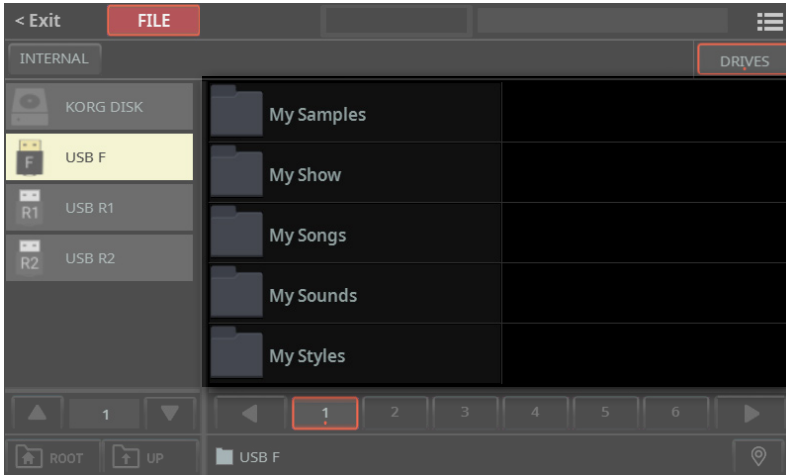 < Exit FILE
INTERNAL DRIVES
KORG DISK
F USB F
R1 USB R1
R2 USB R2
My Samples
My Show
My Songs
My Sounds
My Styles
1 1 2 3 4 5 6
ROOT UP USB F